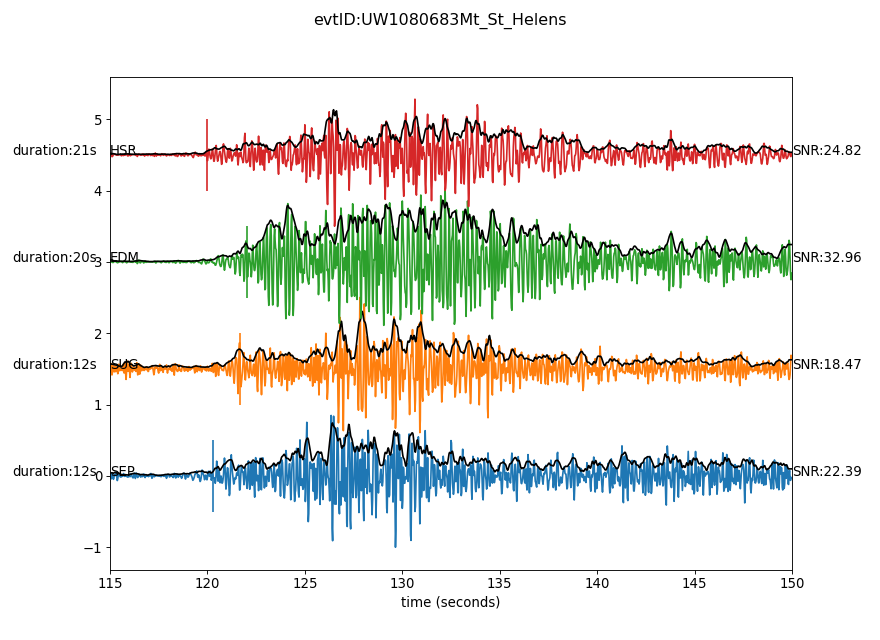 evtID:UW1080683Mt_St_Helens
5
duration:21s HSR SNR:24.82
4
duration:20s 3 EDM SNR:32.96
2
duration:12s SUG SNR:18.47
1
duration:12s 0 SEP SNR:22.39
−1
115 120 125 130 135 140 145 150
time (seconds)